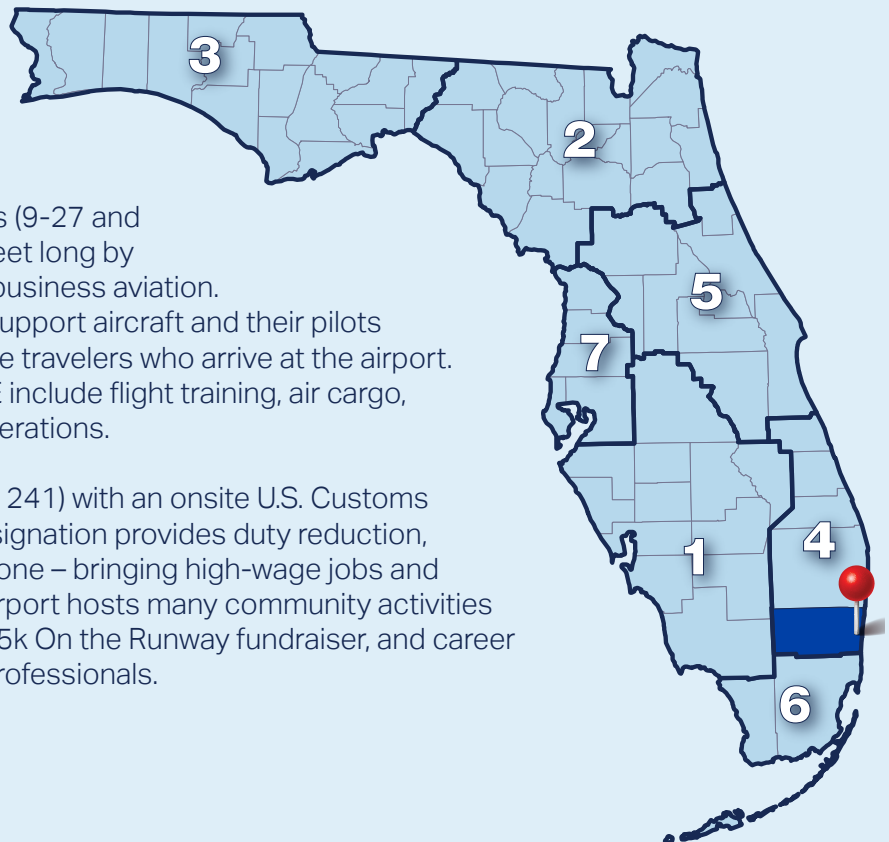 3
2
s (9-27 and
eet long by
business aviation.
upport aircraft and their pilots
5
e travelers who arrive at the airport.
7
E include flight training, air cargo,
erations.
241) with an onsite U.S. Customs
signation provides duty reduction,
4
one – bringing high-wage jobs and
1
irport hosts many community activities
5k On the Runway fundraiser, and career
rofessionals.
6